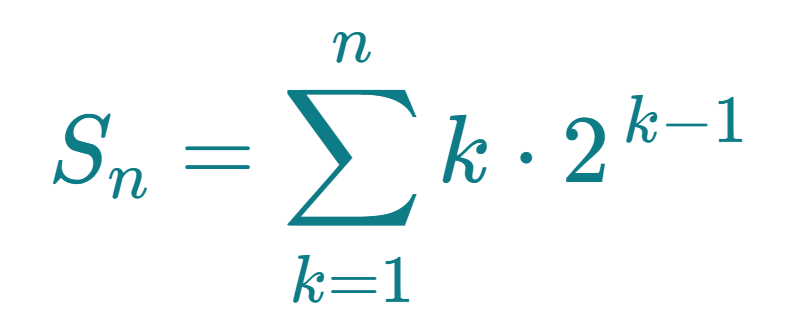 $S_n = \sum_{k=1}^{n} k \cdot 2^{k-1}$